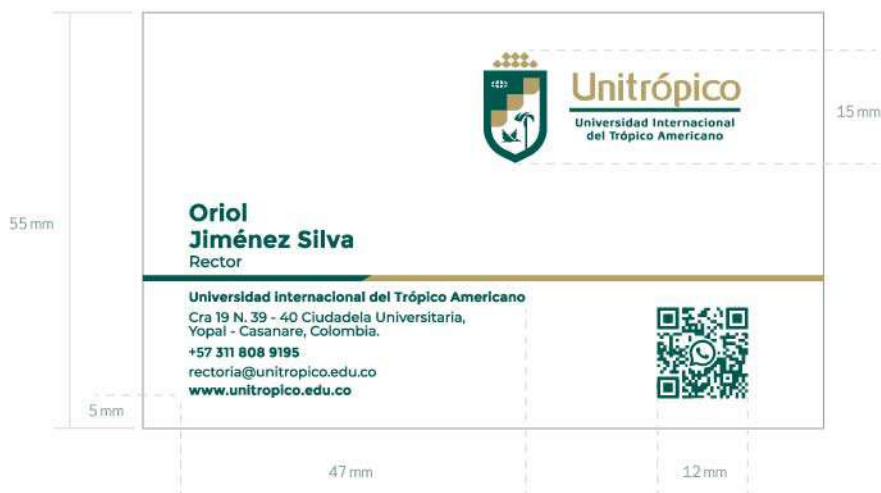 Unitrópico
Universidad Internacional
del Trópico Americano
15 mm
55 mm
Oriol
Jiménez Silva
Rector
Universidad internacional del Trópico Americano
Cra 19 N. 39 - 40 Ciudadela Universitaria,
Yopal - Casanare, Colombia.
+57 311 808 9195
rectoria@unitropico.edu.co
www.unitropico.edu.co
5 mm
47 mm
12 mm